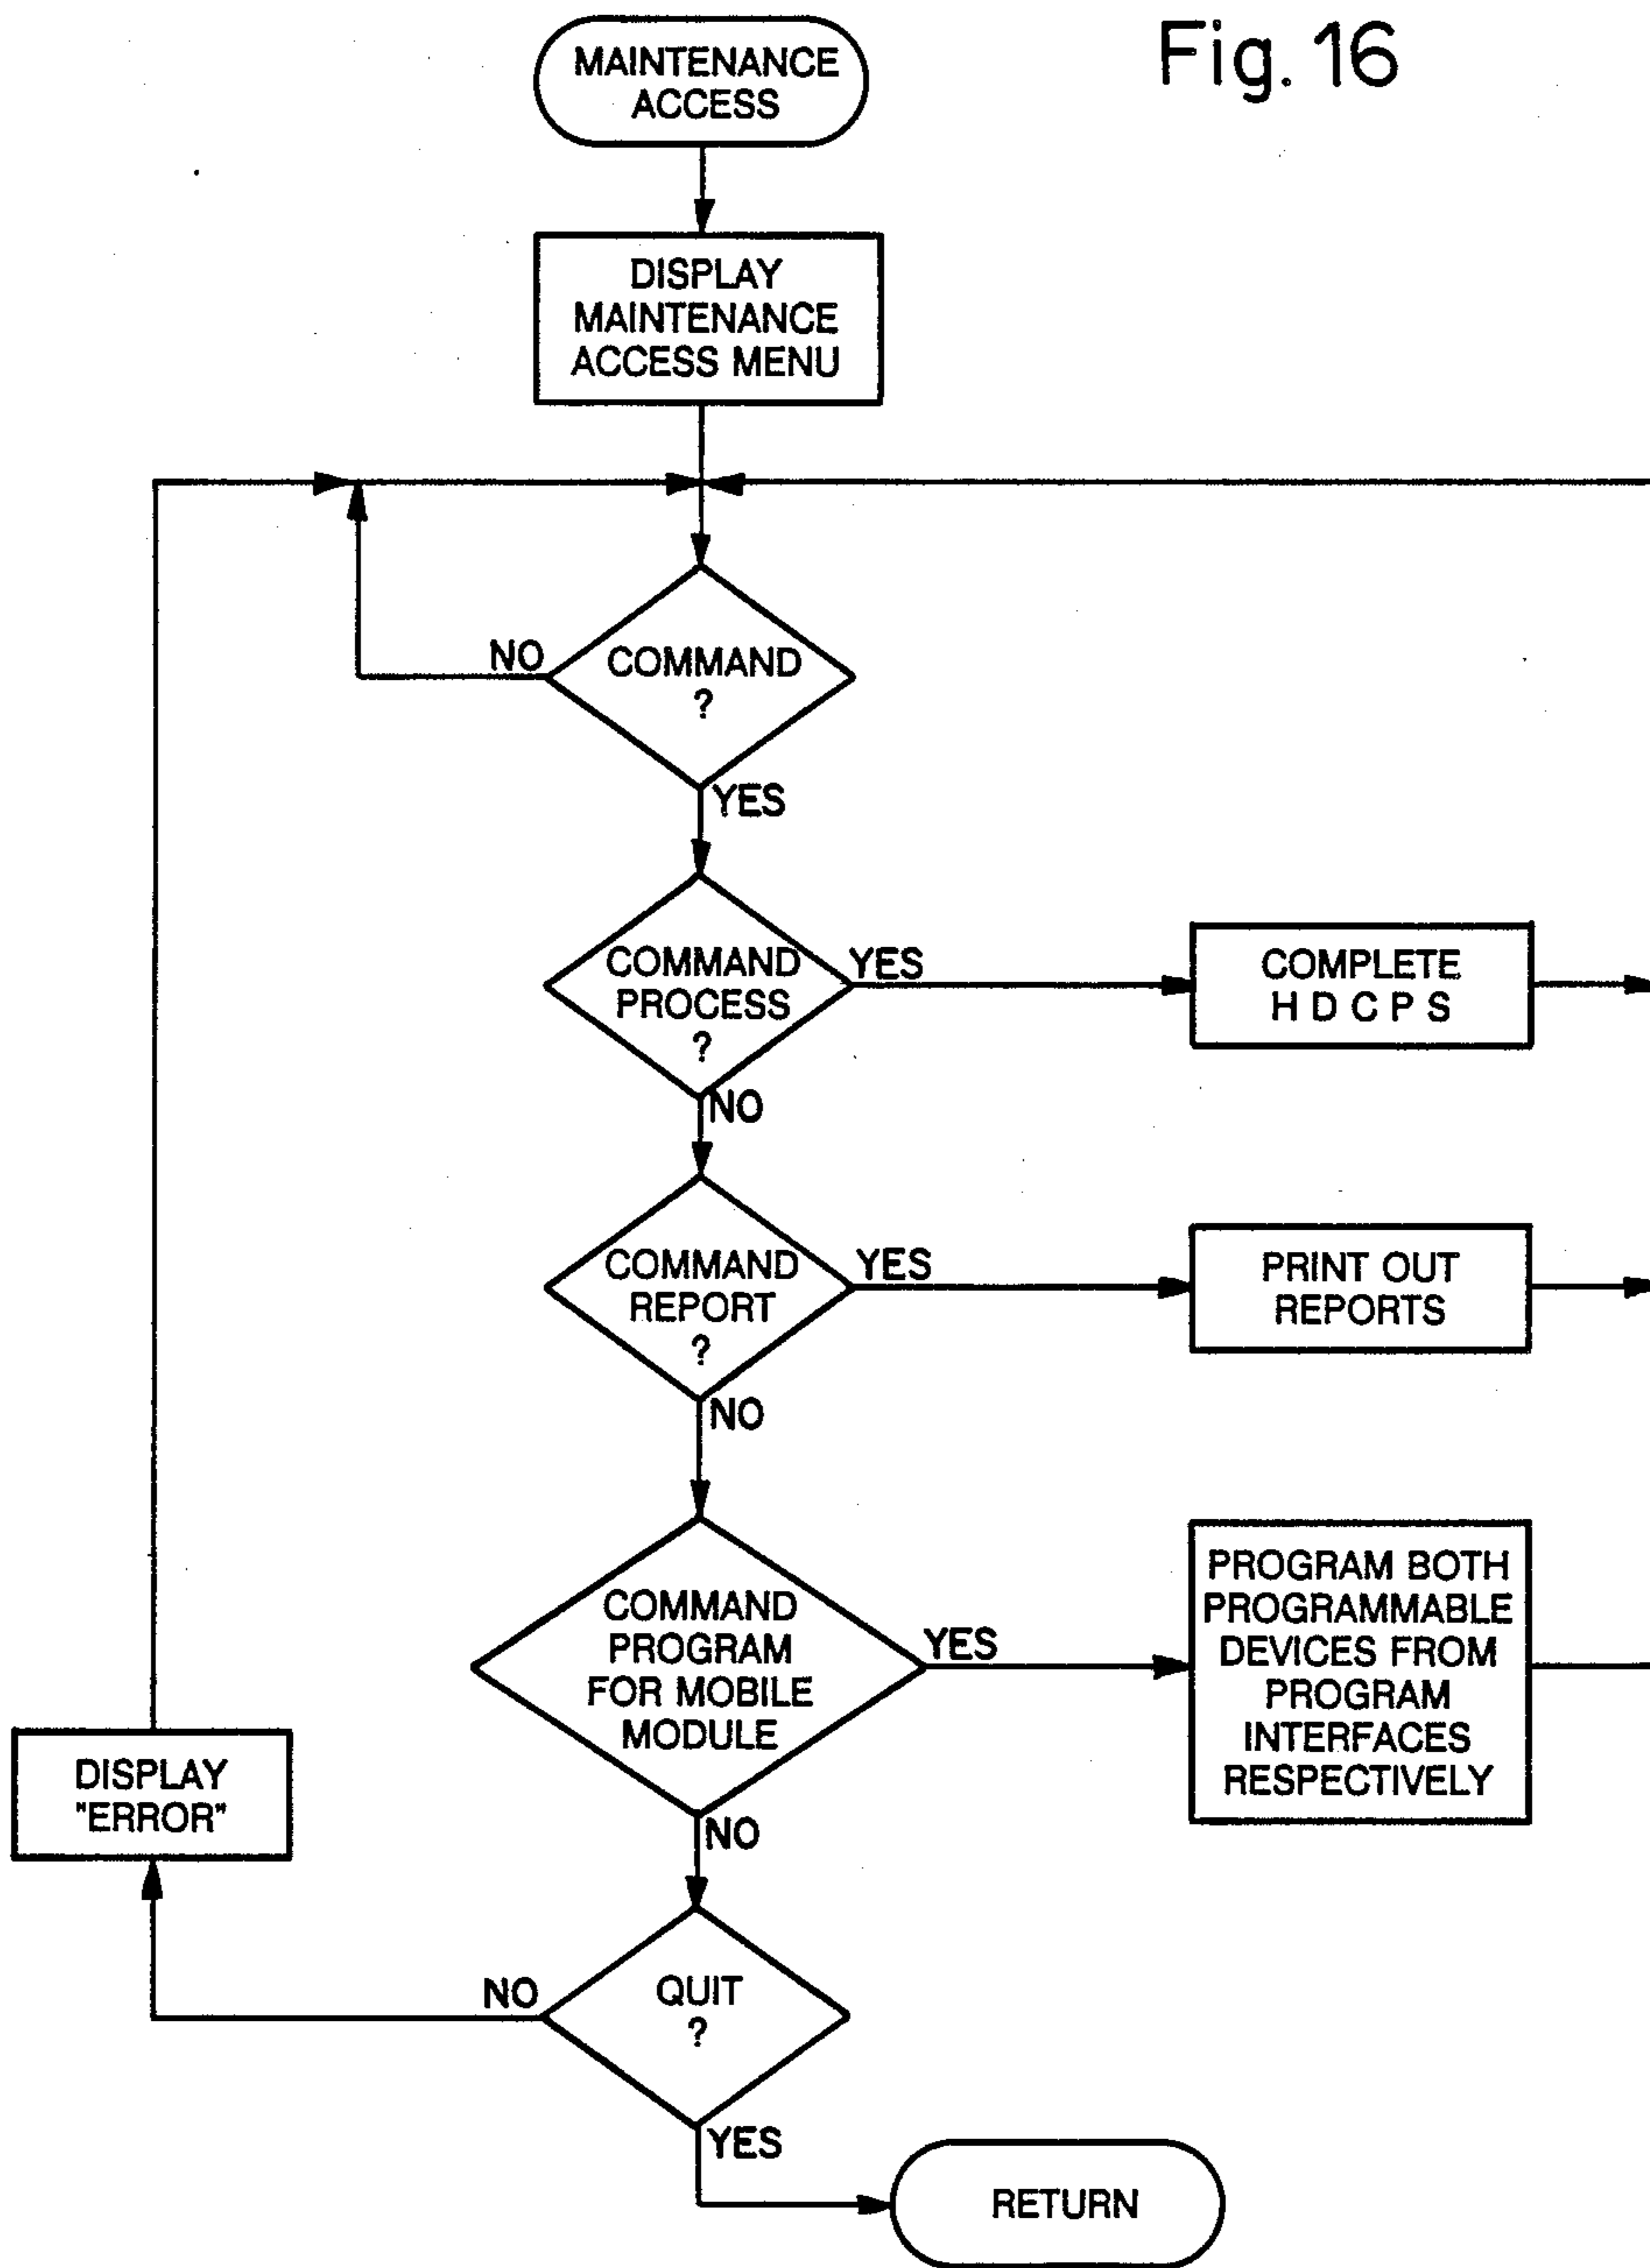 Fig. 16
MAINTENANCE
ACCESS
DISPLAY
MAINTENANCE
ACCESS MENU
NO
COMMAND
?
YES
COMMAND
PROCESS
?
YES
COMPLETE
H D C P S
NO
COMMAND
REPORT
?
YES
PRINT OUT
REPORTS
NO
COMMAND
PROGRAM
FOR MOBILE
MODULE
YES
PROGRAM BOTH
PROGRAMMABLE
DEVICES FROM
PROGRAM
INTERFACES
RESPECTIVELY
DISPLAY
"ERROR"
NO
NO
QUIT
?
YES
RETURN